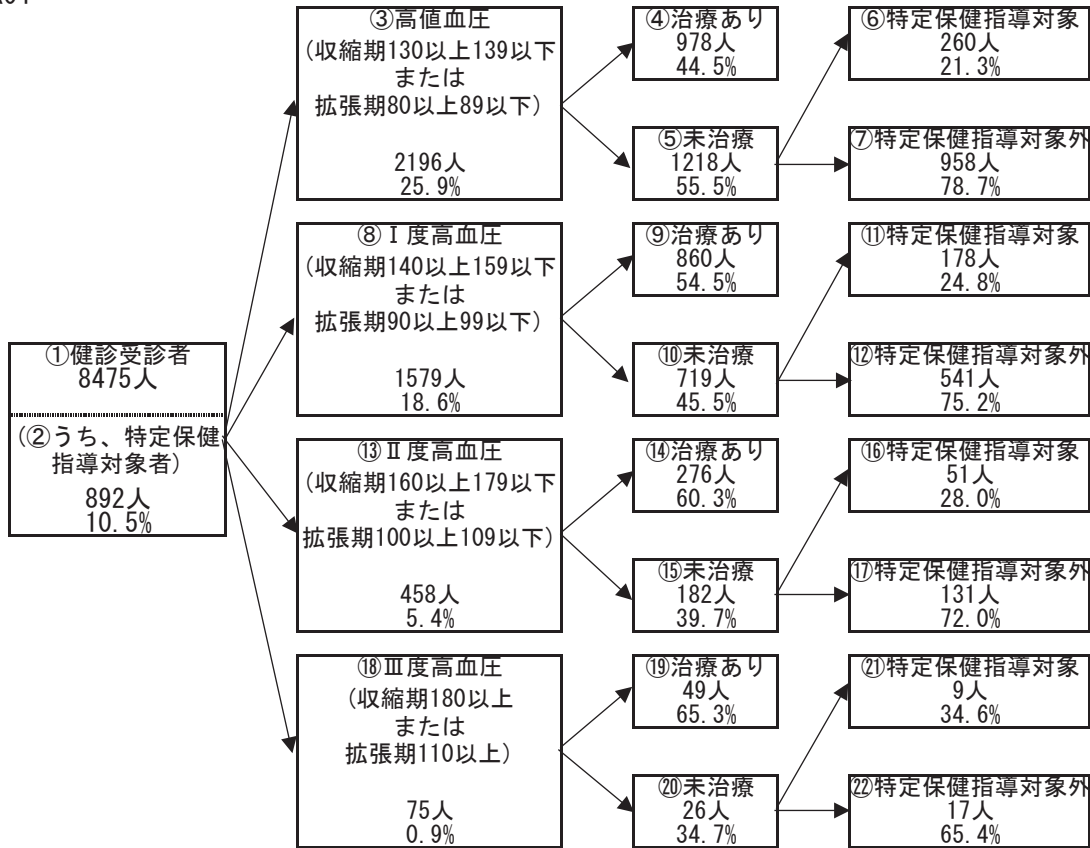 ①健診受診者
8475人
(②うち、特定保健
指導対象者)
892人
10.5%
③高値血圧
(収縮期130以上139以下
または
拡張期80以上89以下)
2196人
25.9%
④治療あり
978人
44.5%
⑤未治療
1218人
55.5%
⑥特定保健指導対象
260人
21.3%
⑦特定保健指導対象外
958人
78.7%
⑧Ⅰ度高血圧
(収縮期140以上159以下
または
拡張期90以上99以下)
1579人
18.6%
⑨治療あり
860人
54.5%
⑩未治療
719人
45.5%
⑪特定保健指導対象
178人
24.8%
⑫特定保健指導対象外
541人
75.2%
⑬Ⅱ度高血圧
(収縮期160以上179以下
または
拡張期100以上109以下)
458人
5.4%
⑭治療あり
276人
60.3%
⑮未治療
182人
39.7%
⑯特定保健指導対象
51人
28.0%
⑰特定保健指導対象外
131人
72.0%
⑱Ⅲ度高血圧
(収縮期180以上
または
拡張期110以上)
75人
0.9%
⑲治療あり
49人
65.3%
⑳未治療
26人
34.7%
㉑特定保健指導対象
9人
34.6%
㉒特定保健指導対象外
17人
65.4%